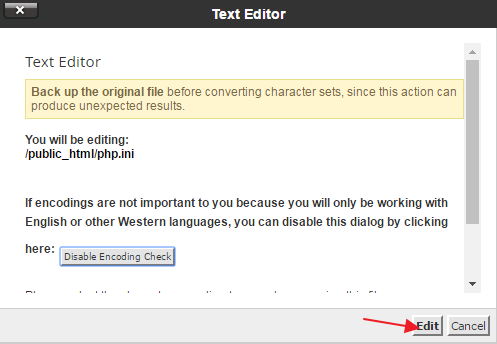 Text Editor
Text Editor
Back up the original file before converting character sets, since this action can
produce unexpected results.
You will be editing:
/public_html/php.ini
If encodings are not important to you because you will only be working with
English or other Western languages, you can disable this dialog by clicking
here: Disable Encoding Check
Edit Cancel